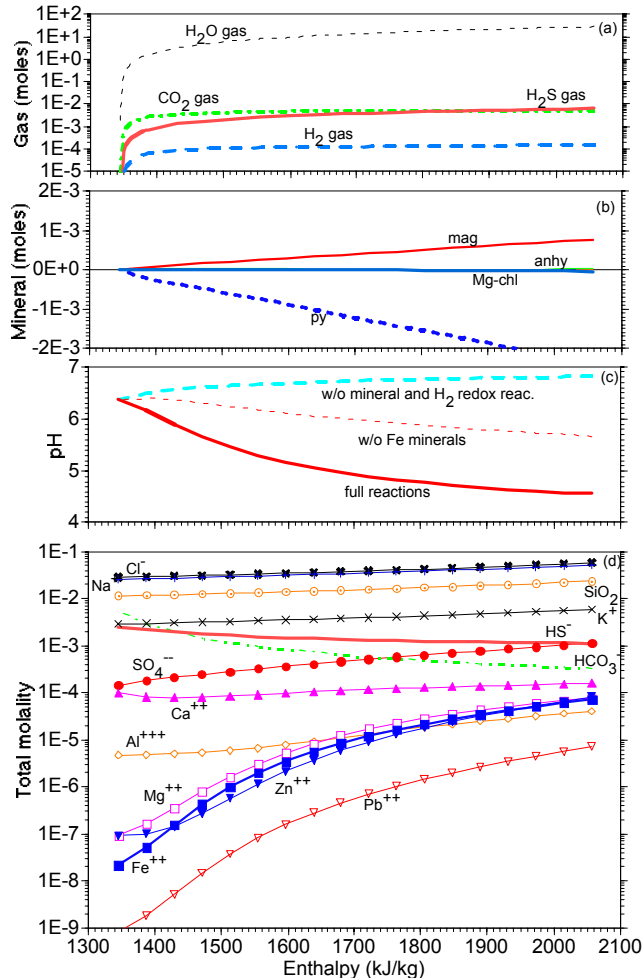 1E+2
1E+1
1E+0
1E-1
1E-2
1E-3
1E-4
1E-5
Gas (moles)
(a)
H2O gas
CO2 gas
H2S gas
H2 gas
2E-3
1E-3
0E+0
-1E-3
-2E-3
Mineral (moles)
(b)
mag
anhy
Mg-chl
py
7
6
5
4
pH
(c)
w/o mineral and H2 redox reac.
w/o Fe minerals
full reactions
1E-1
1E-2
1E-3
1E-4
1E-5
1E-6
1E-7
1E-8
1E-9
Total molality
(d)
Cl-
Na
SiO2
K+
HS-
SO4--
HCO3
Ca++
Al+++
Mg++
Zn++
Pb++
Fe++
1300 1400 1500 1600 1700 1800 1900 2000 2100
Enthalpy (kJ/kg)